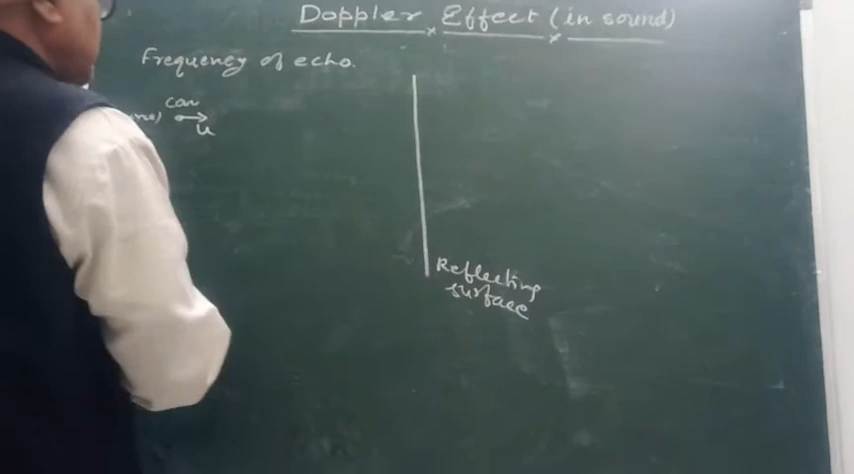 Doppler Effect (in sound)
Frequency of echo.
car
u
Reflecting
surface